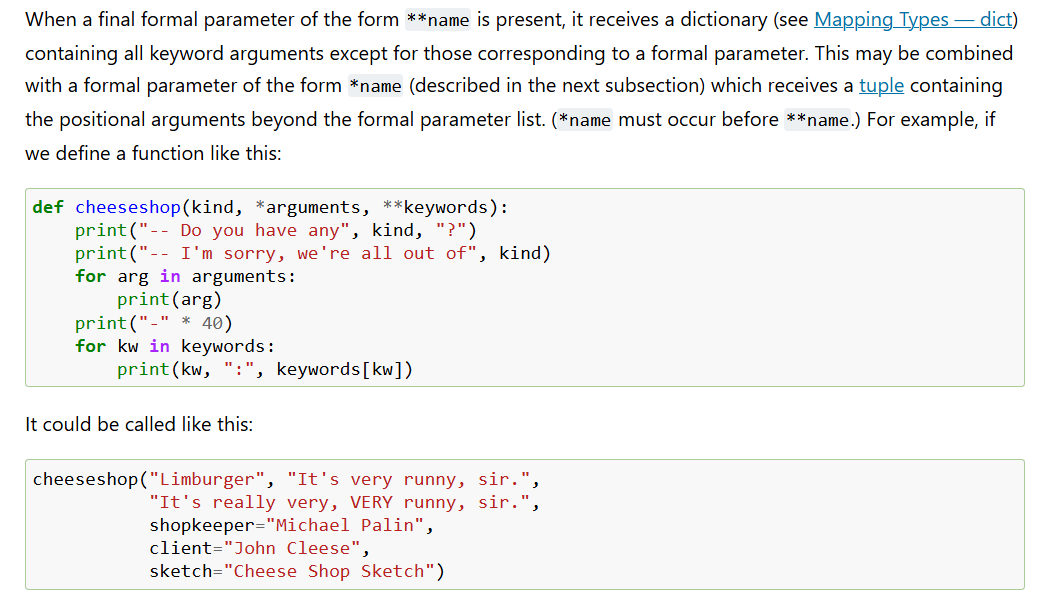 When a final formal parameter of the form **name is present, it receives a dictionary (see Mapping Types — dict)
containing all keyword arguments except for those corresponding to a formal parameter. This may be combined
with a formal parameter of the form *name (described in the next subsection) which receives a tuple containing
the positional arguments beyond the formal parameter list. (*name must occur before **name.) For example, if
we define a function like this:
def cheeseshop(kind, *arguments, **keywords):
    print("-- Do you have any", kind, "?")
    print("-- I'm sorry, we're all out of", kind)
    for arg in arguments:
        print(arg)
    print("-" * 40)
    for kw in keywords:
        print(kw, ":", keywords[kw])
It could be called like this:
cheeseshop("Limburger", "It's very runny, sir.",
           "It's really very, VERY runny, sir.",
           shopkeeper="Michael Palin",
           client="John Cleese",
           sketch="Cheese Shop Sketch")